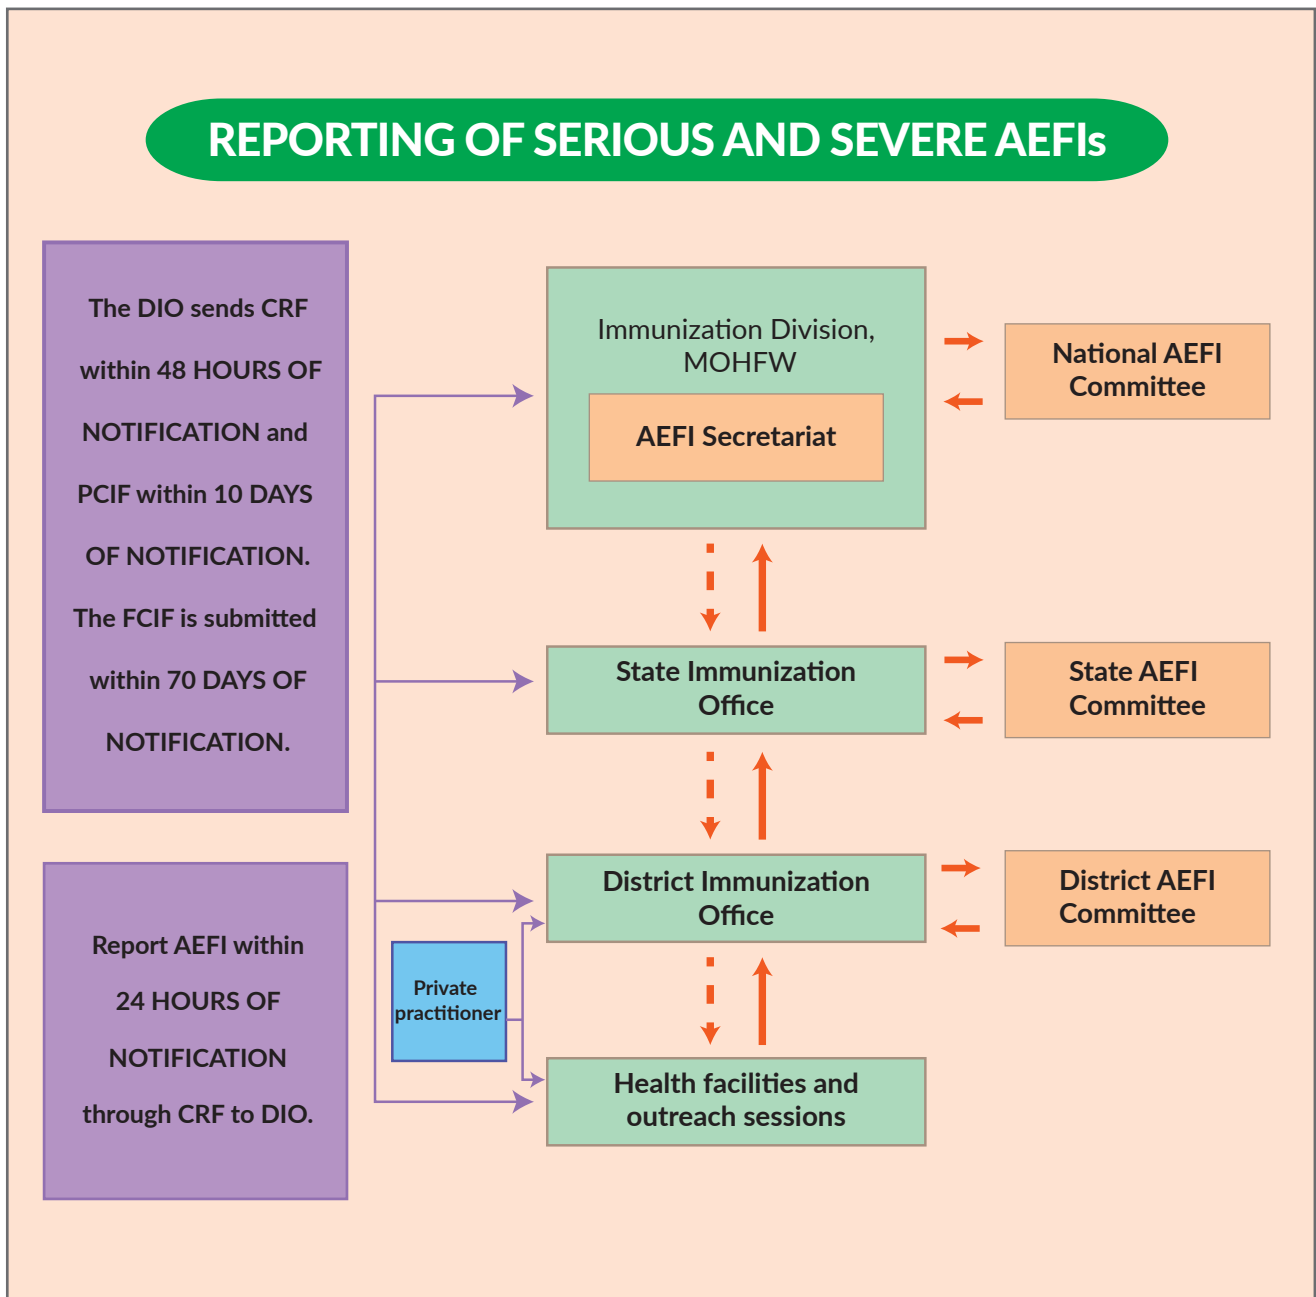 REPORTING OF SERIOUS AND SEVERE AEFIs
The DIO sends CRF
within 48 HOURS OF
NOTIFICATION and
PCIF within 10 DAYS
OF NOTIFICATION.
The FCIF is submitted
within 70 DAYS OF
NOTIFICATION.
Report AEFI within
24 HOURS OF
NOTIFICATION
through CRF to DIO.
Immunization Division,
MOHFW
AEFI Secretariat
National AEFI
Committee
State Immunization
Office
State AEFI
Committee
District Immunization
Office
District AEFI
Committee
Private
practitioner
Health facilities and
outreach sessions